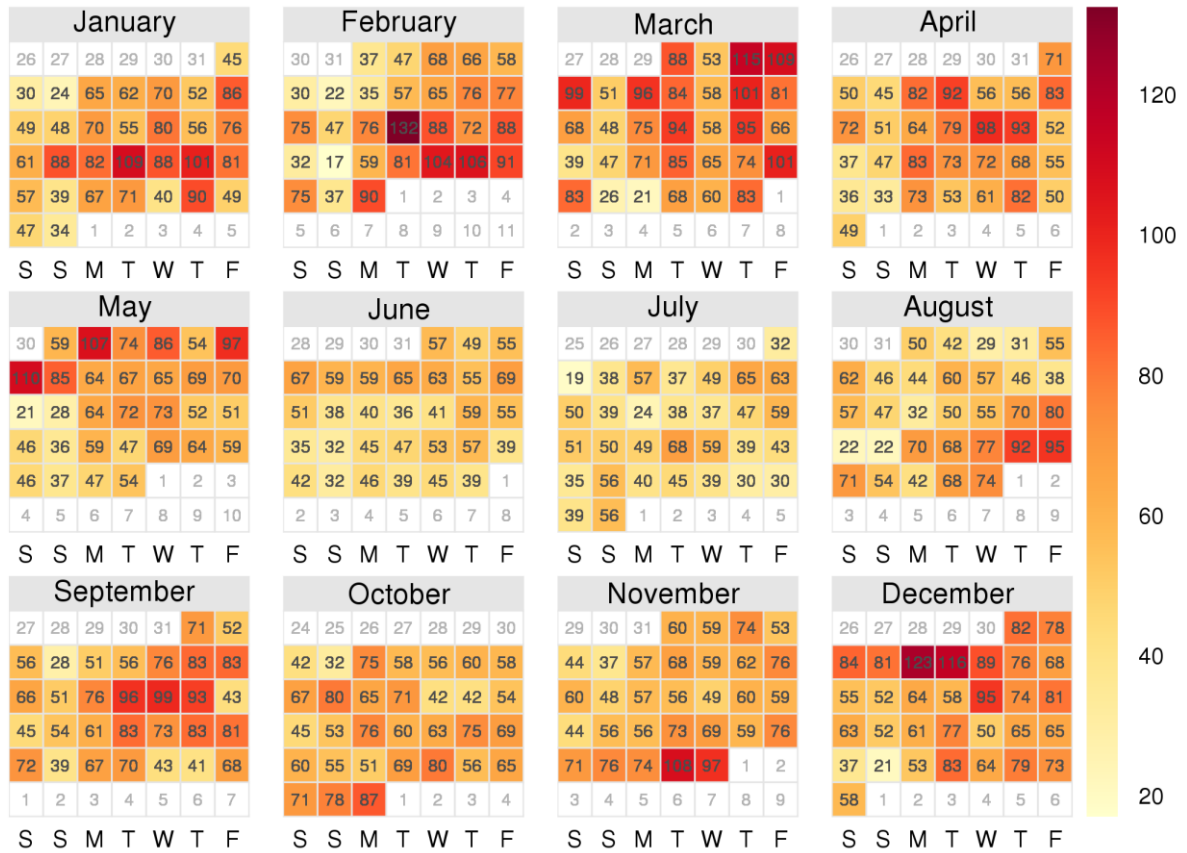 January February March April
26 27 28 29 30 31 45 30 31 37 47 68 66 58 27 28 29 88 53 115 109 26 27 28 29 30 31 71
30 24 65 62 70 52 86 30 22 35 57 65 76 77 99 51 96 84 58 101 81 50 45 82 92 56 56 83 120
49 48 70 55 80 56 76 75 47 76 132 88 72 88 68 48 75 94 58 95 66 72 51 64 79 98 93 52
61 88 82 109 88 101 81 32 17 59 81 104 106 91 39 47 71 85 65 74 101 37 47 83 73 72 68 55
57 39 67 71 40 90 49 75 37 90 1 2 3 4 83 26 21 68 60 83 1 36 33 73 53 61 82 50
47 34 1 2 3 4 5 5 6 7 8 9 10 11 2 3 4 5 6 7 8 49 1 2 3 4 5 6 100
S S M T W T F S S M T W T F S S M T W T F S S M T W T F
May June July August
30 59 107 74 86 54 97 28 29 30 31 57 49 55 25 26 27 28 29 30 32 30 31 50 42 29 31 55
110 85 64 67 65 69 70 67 59 59 65 63 55 69 19 38 57 37 49 65 63 62 46 44 60 57 46 38 80
21 28 64 72 73 52 51 51 38 40 36 41 59 55 50 39 24 38 37 47 59 57 47 32 50 55 70 80
46 36 59 47 69 64 59 35 32 45 47 53 57 39 51 50 49 68 59 39 43 22 22 70 68 77 92 95
46 37 47 54 1 2 3 42 32 46 39 45 39 1 35 56 40 45 39 30 30 71 54 42 68 74 1 2
4 5 6 7 8 9 10 2 3 4 5 6 7 8 39 56 1 2 3 4 5 3 4 5 6 7 8 9 60
S S M T W T F S S M T W T F S S M T W T F S S M T W T F
September October November December
27 28 29 30 31 71 52 24 25 26 27 28 29 30 29 30 31 60 59 74 53 26 27 28 29 30 82 78
56 28 51 56 76 83 83 42 32 75 58 56 60 58 44 37 57 68 59 62 76 84 81 123 116 89 76 68 40
66 51 76 96 99 93 43 67 80 65 71 42 42 54 60 48 57 56 49 60 59 55 52 64 58 95 74 81
45 54 61 83 73 83 81 45 53 76 60 63 75 69 44 56 56 73 69 59 76 63 52 61 77 50 65 65
72 39 67 70 43 41 68 60 55 51 69 80 56 65 71 76 74 108 97 1 2 37 21 53 83 64 79 73
1 2 3 4 5 6 7 71 78 87 1 2 3 4 3 4 5 6 7 8 9 58 1 2 3 4 5 6 20
S S M T W T F S S M T W T F S S M T W T F S S M T W T F